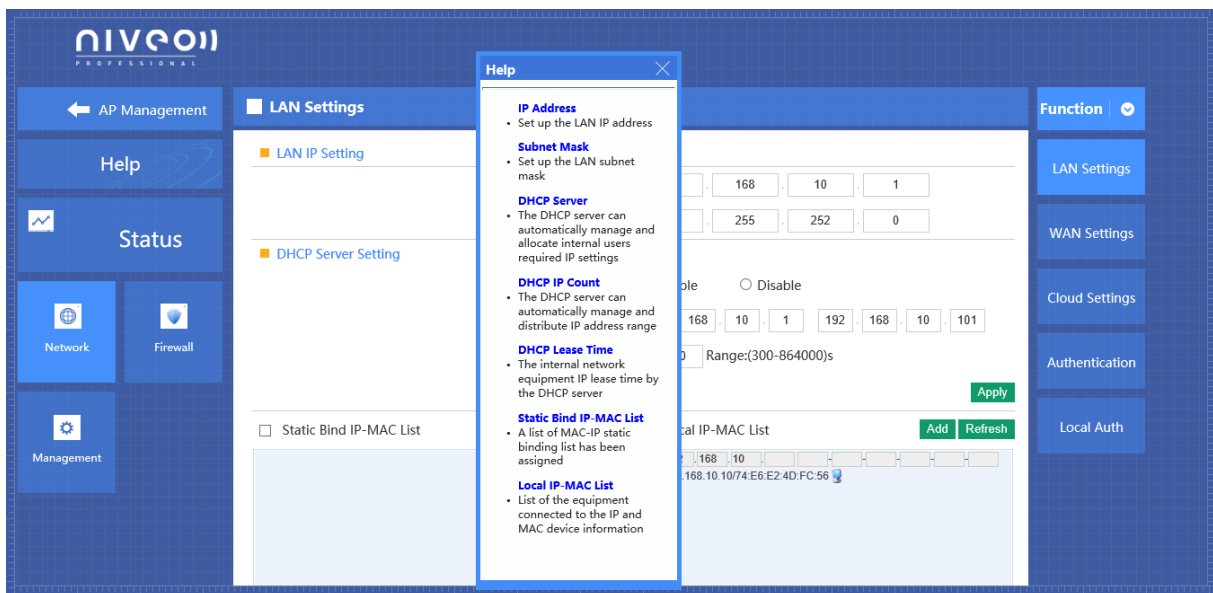 niveo
PROFESSIONAL
AP Management
Help
Status
Network
Firewall
Management
LAN Settings
LAN IP Setting
168 . 10 . 1
255 . 252 . 0
DHCP Server Setting
Disable
168 . 10 . 1 192 . 168 . 10 . 101
Range:(300-864000)s
Apply
Static Bind IP-MAC List
IP-MAC List
Add Refresh
.168 .10 . - - - - -
.168.10.10/74:E6:E2:4D:FC:56
Help
IP Address
• Set up the LAN IP address
Subnet Mask
• Set up the LAN subnet
mask
DHCP Server
• The DHCP server can
automatically manage and
allocate internal users
required IP settings
DHCP IP Count
• The DHCP server can
automatically manage and
distribute IP address range
DHCP Lease Time
• The internal network
equipment IP lease time by
the DHCP server
Static Bind IP-MAC List
• A list of MAC-IP static
binding list has been
assigned
Local IP-MAC List
• List of the equipment
connected to the IP and
MAC device information
Function
LAN Settings
WAN Settings
Cloud Settings
Authentication
Local Auth